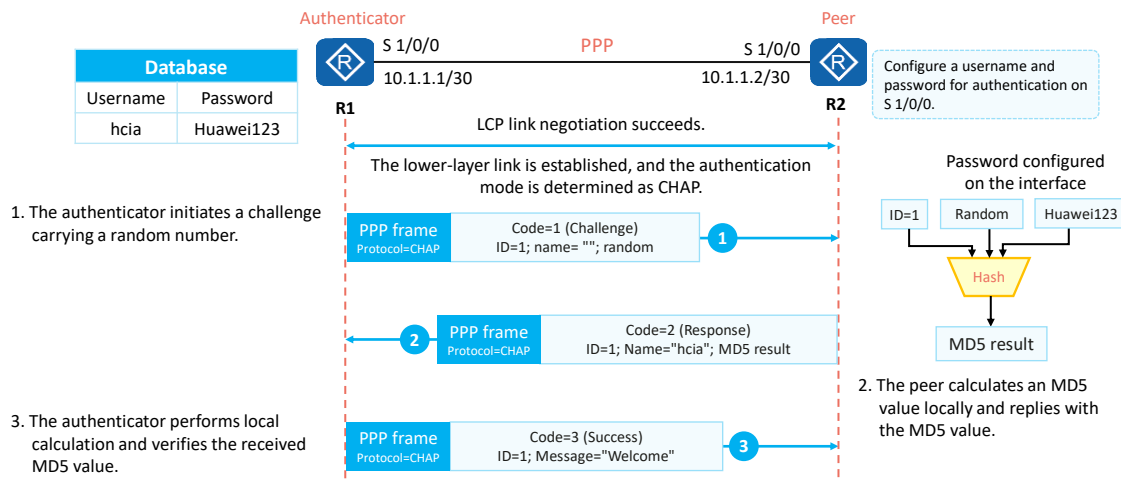 Authenticator
Peer
Database
Username
Password
hcia
Huawei123
R
S 1/0/0
PPP
S 1/0/0
R
10.1.1.1/30
10.1.1.2/30
R1
R2
Configure a username and
password for authentication on
S 1/0/0.
LCP link negotiation succeeds.
The lower-layer link is established, and the authentication
mode is determined as CHAP.
1. The authenticator initiates a challenge
carrying a random number.
PPP frame
Protocol=CHAP
Code=1 (Challenge)
ID=1; name= ""; random
1
Password configured
on the interface
ID=1
Random
Huawei123
Hash
MD5 result
2
PPP frame
Protocol=CHAP
Code=2 (Response)
ID=1; Name="hcia"; MD5 result
2. The peer calculates an MD5
value locally and replies with
the MD5 value.
3. The authenticator performs local
calculation and verifies the received
MD5 value.
PPP frame
Protocol=CHAP
Code=3 (Success)
ID=1; Message="Welcome"
3